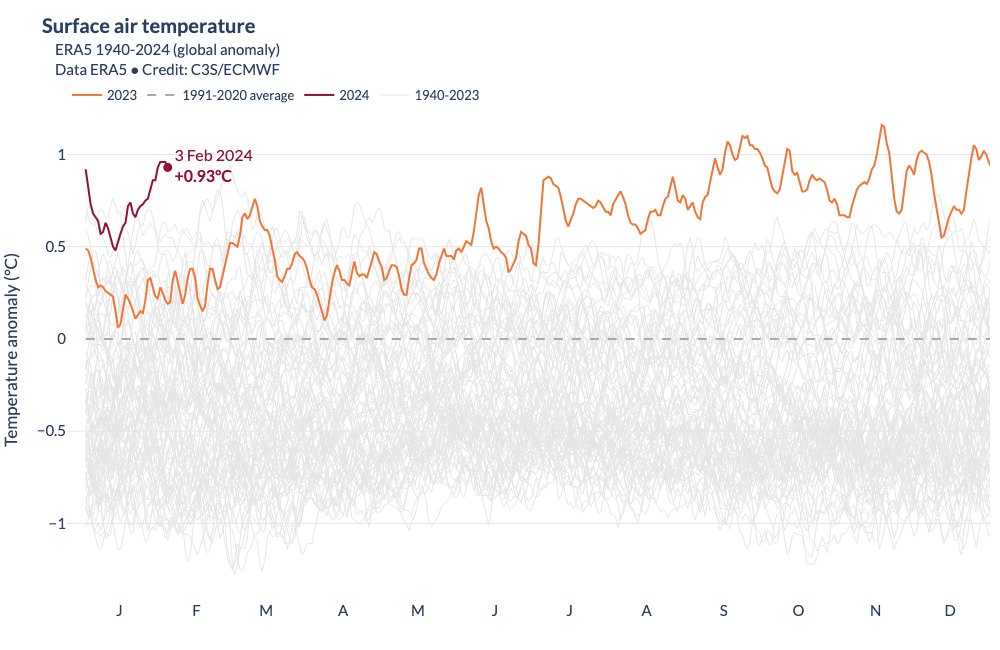 Surface air temperature
ERA5 1940-2024 (global anomaly)
Data ERA5 ● Credit: C3S/ECMWF
2023 1991-2020 average 2024 1940-2023
3 Feb 2024
+0.93°C
Temperature anomaly (°C)
1
0.5
0
−0.5
−1
J F M A M J J A S O N D